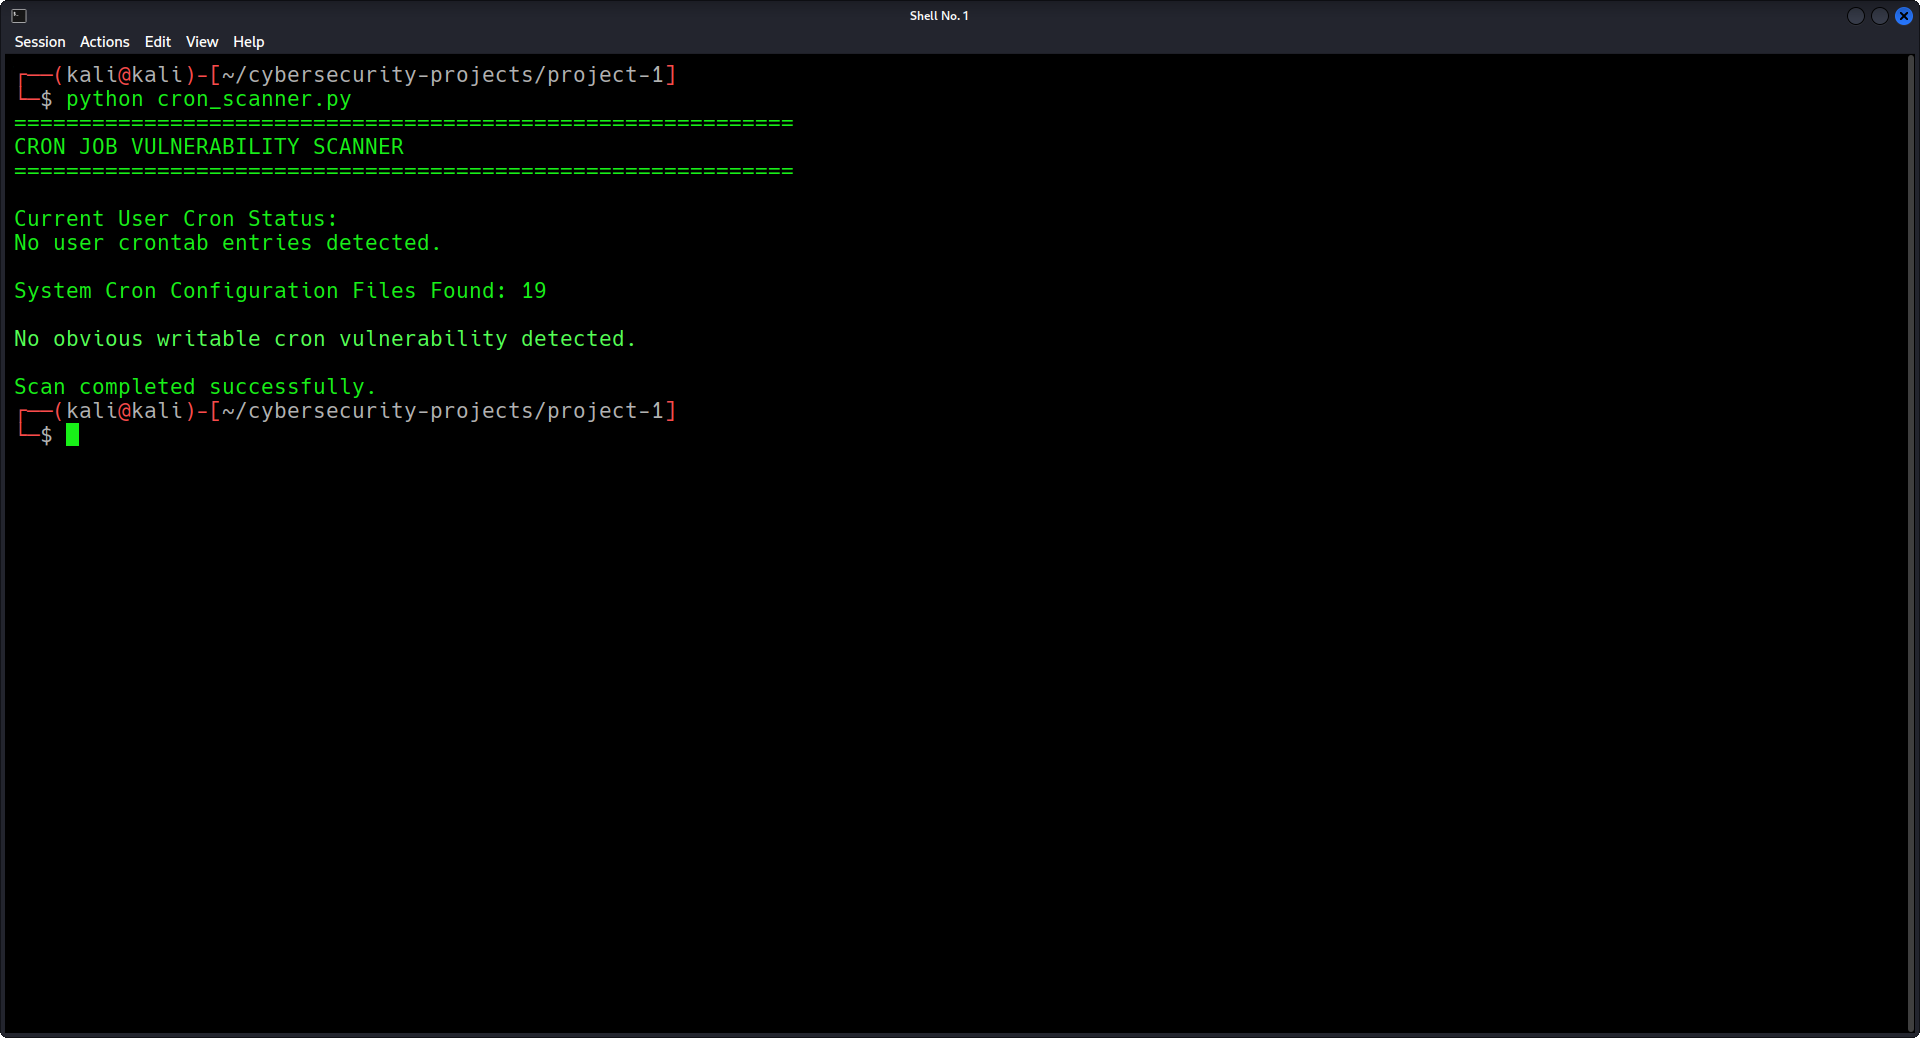 Shell No. 1
Session Actions Edit View Help
┌──(kali@kali)-[~/cybersecurity-projects/project-1]
└─$ python cron_scanner.py
============================================================
CRON JOB VULNERABILITY SCANNER
============================================================
Current User Cron Status:
No user crontab entries detected.
System Cron Configuration Files Found: 19
No obvious writable cron vulnerability detected.
Scan completed successfully.
┌──(kali@kali)-[~/cybersecurity-projects/project-1]
└─$